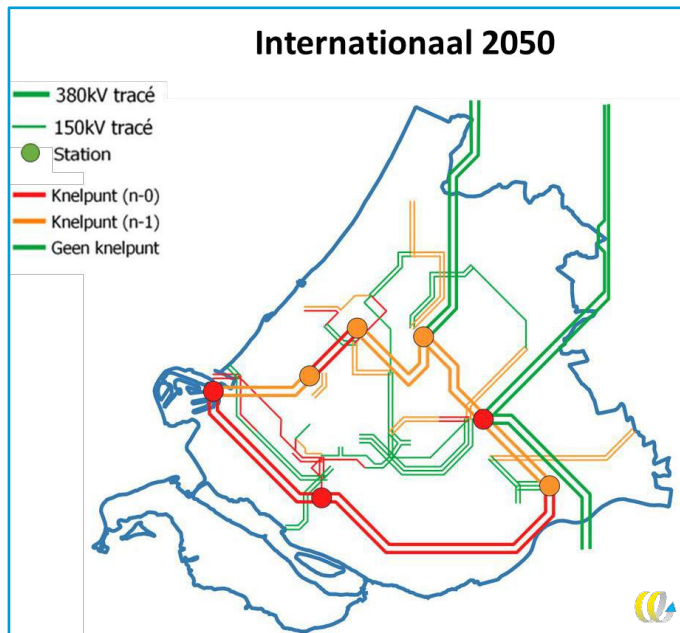 Internationaal 2050
380kV tracé
150kV tracé
Station
Knelpunt (n-0)
Knelpunt (n-1)
Geen knelpunt